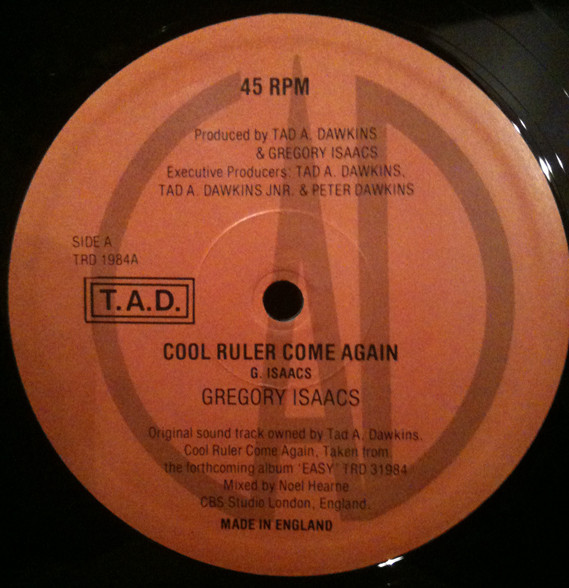 45 RPM
Produced by TAD A. DAWKINS
& GREGORY ISAACS
Executive Producers: TAD A. DAWKINS,
TAD A. DAWKINS JNR. & PETER DAWKINS
SIDE A
TRD 1984A
T.A.D.
COOL RULER COME AGAIN
G. ISAACS
GREGORY ISAACS
Original sound track owned by Tad A. Dawkins.
Cool Ruler Come Again, Taken from
the forthcoming album 'EASY' TRD 31984
Mixed by Noel Hearne
CBS Studio London, England.
MADE IN ENGLAND